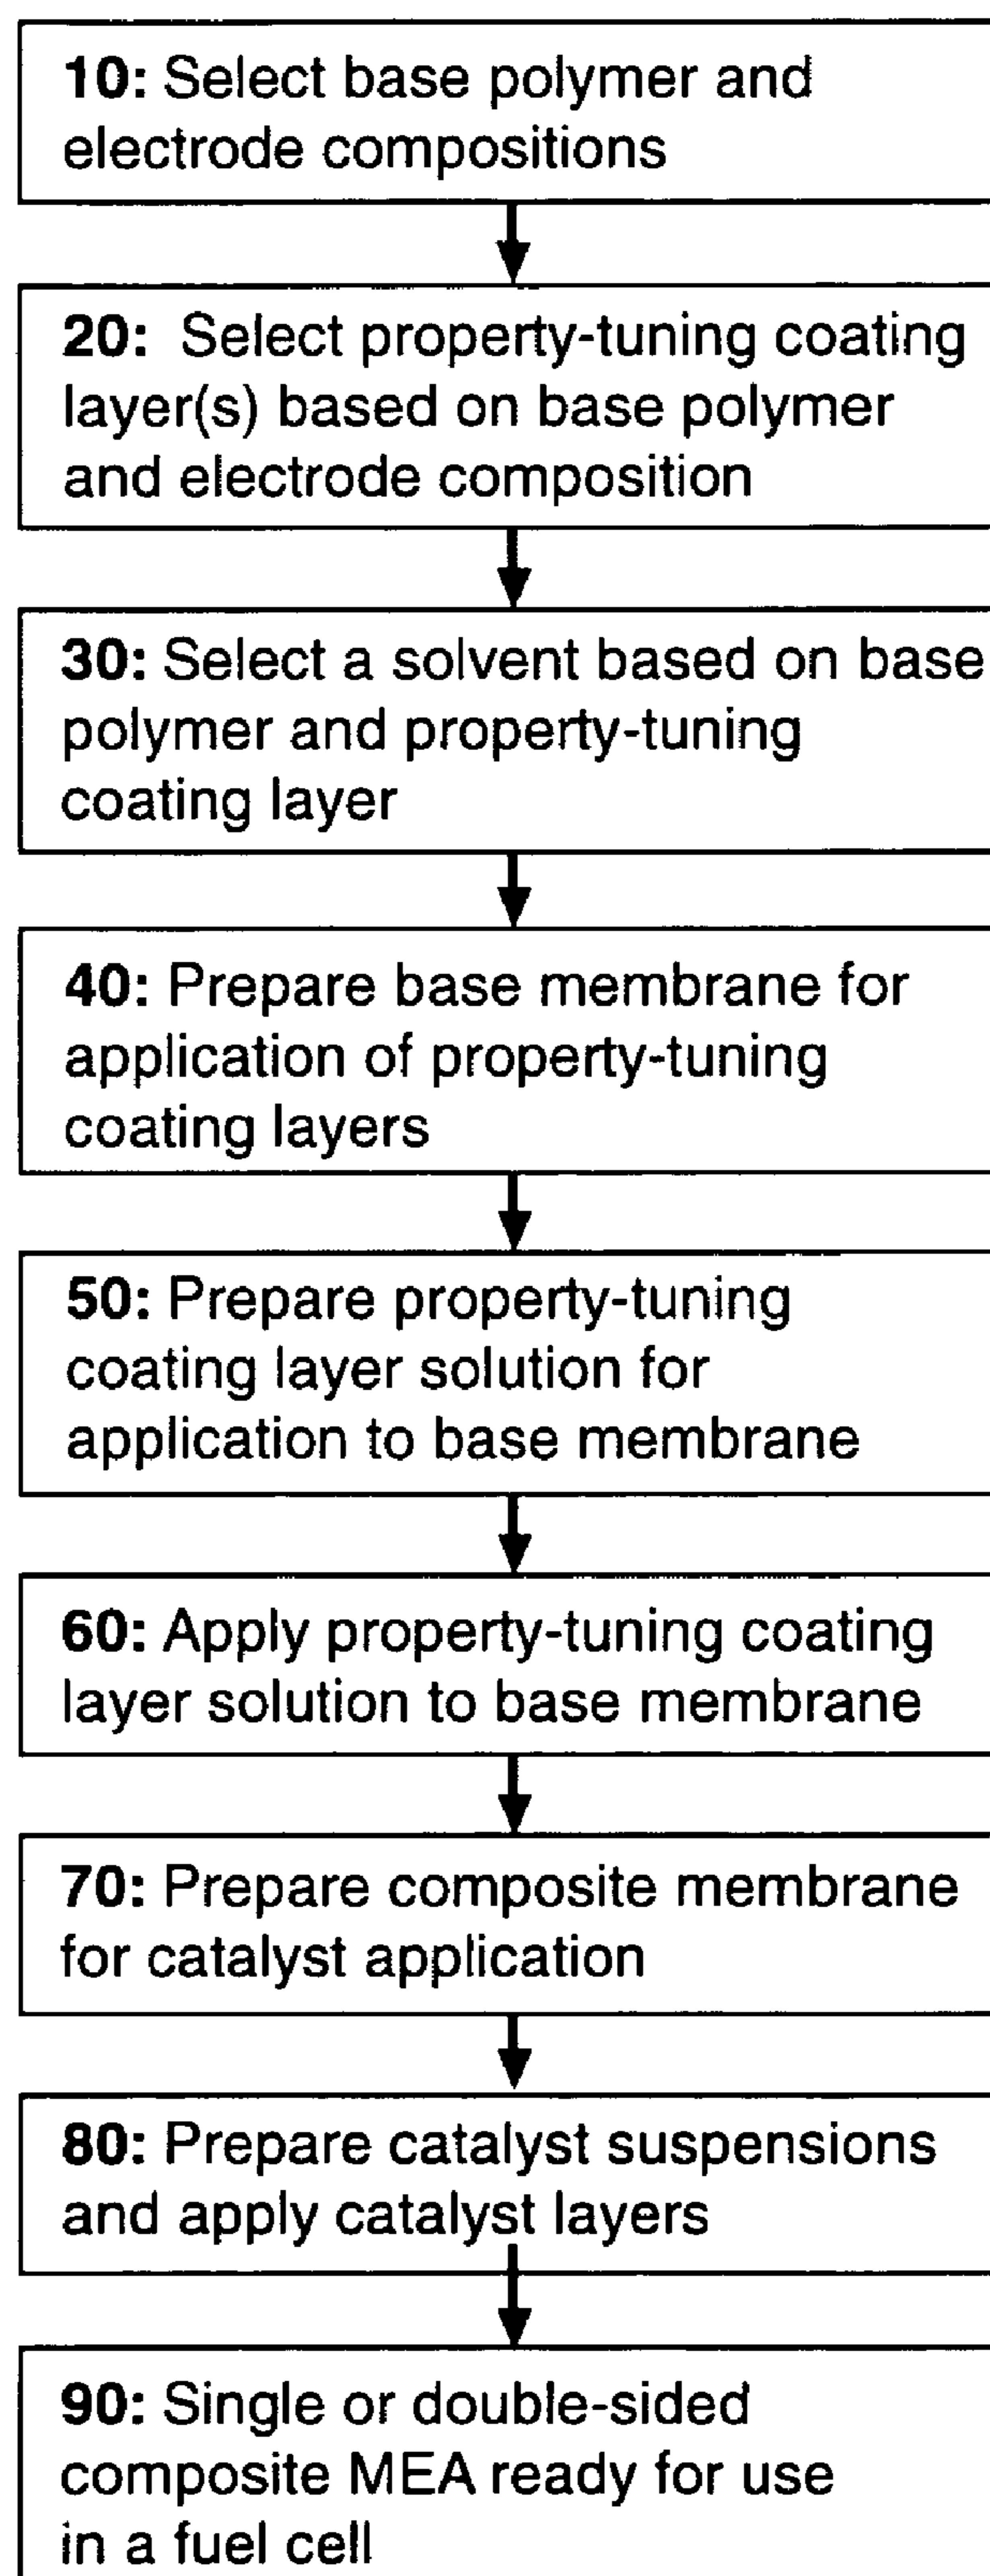 10: Select base polymer and
electrode compositions
20: Select property-tuning coating
layer(s) based on base polymer
and electrode composition
30: Select a solvent based on base
polymer and property-tuning
coating layer
40: Prepare base membrane for
application of property-tuning
coating layers
50: Prepare property-tuning
coating layer solution for
application to base membrane
60: Apply property-tuning coating
layer solution to base membrane
70: Prepare composite membrane
for catalyst application
80: Prepare catalyst suspensions
and apply catalyst layers
90: Single or double-sided
composite MEA ready for use
in a fuel cell